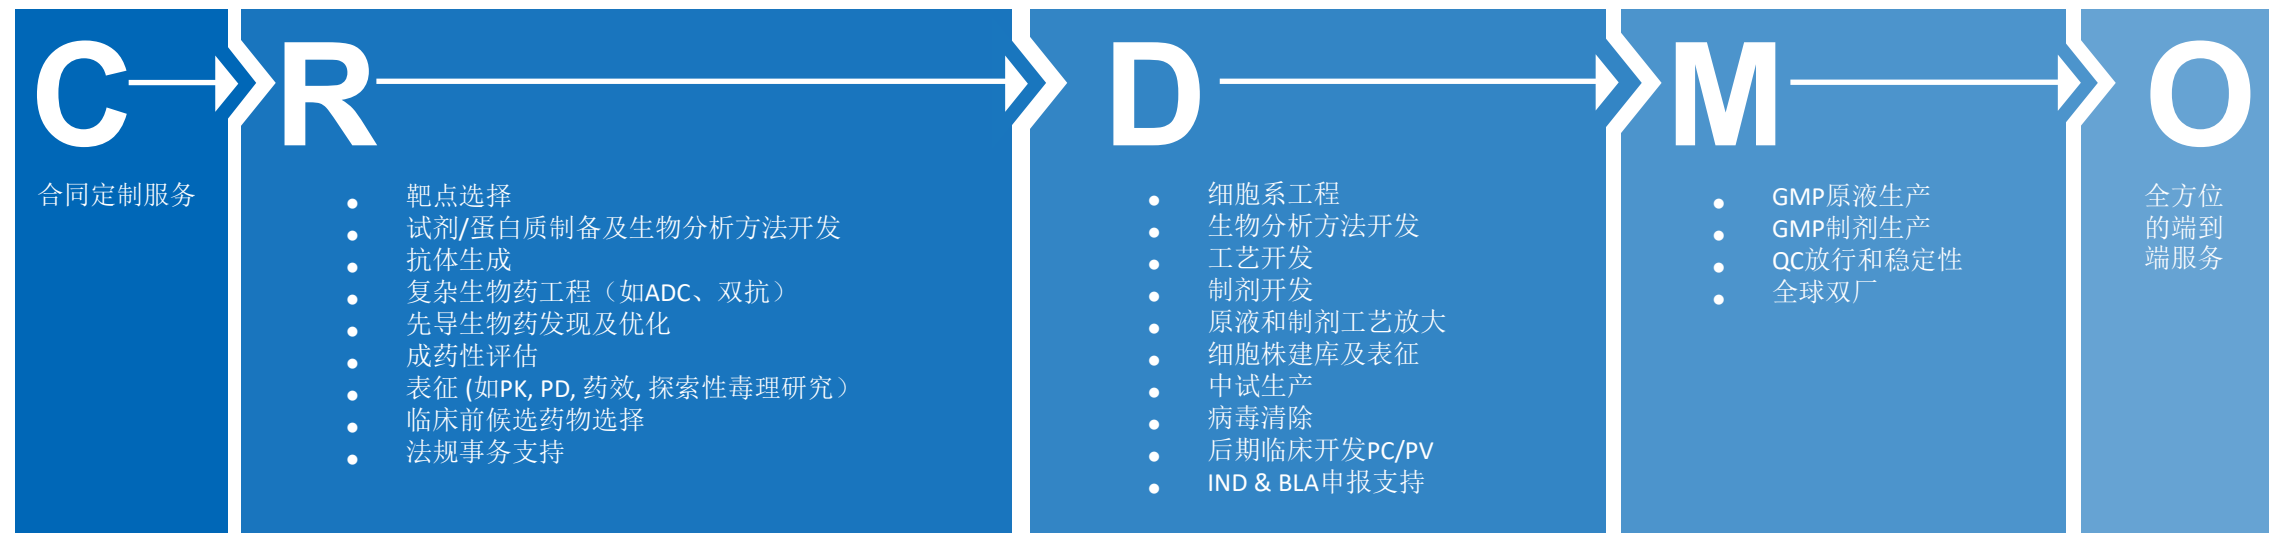 C
合同定制服务
R
靶点选择
试剂/蛋白质制备及生物分析方法开发
抗体生成
复杂生物药工程（如ADC、双抗）
先导生物药发现及优化
成药性评估
表征 (如PK, PD, 药效, 探索性毒理研究）
临床前候选药物选择
法规事务支持
D
细胞系工程
生物分析方法开发
工艺开发
制剂开发
原液和制剂工艺放大
细胞株建库及表征
中试生产
病毒清除
后期临床开发PC/PV
IND & BLA申报支持
M
GMP原液生产
GMP制剂生产
QC放行和稳定性
全球双厂
O
全方位
的端到
端服务